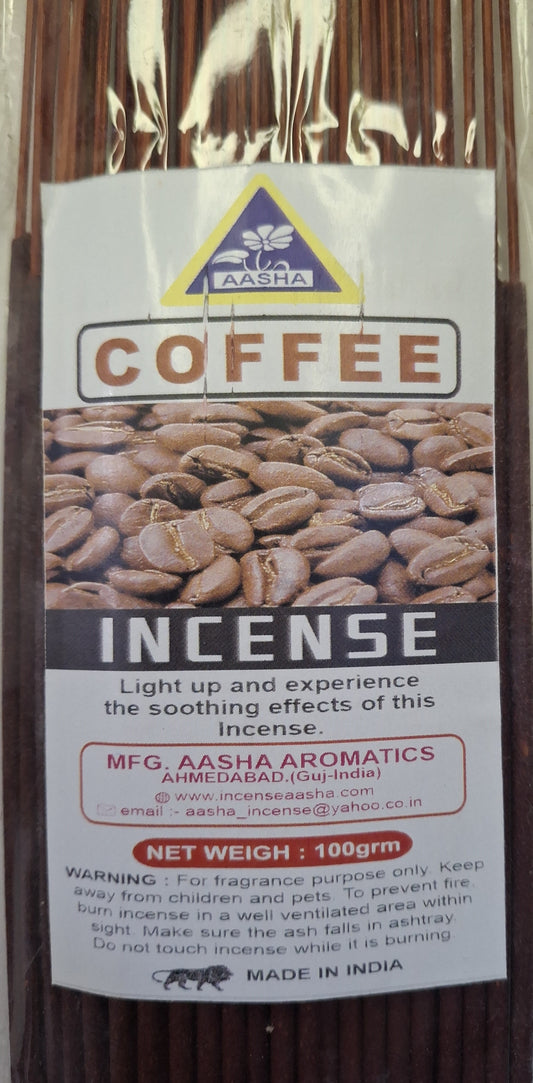 AASHA
COFFEE
INCENSE
Light up and experience
the soothing effects of this
Incense.
MFG. AASHA AROMATICS
AHMEDABAD.(Guj-India)
www.incenseaasha.com
email :- aasha_incense@yahoo.co.in
NET WEIGH : 100grm
WARNING : For fragrance purpose only. Keep
away from children and pets. To prevent fire.
burn incense in a well ventilated area within
sight. Make sure the ash falls in ashtray.
Do not touch incense while it is burning.
MADE IN INDIA